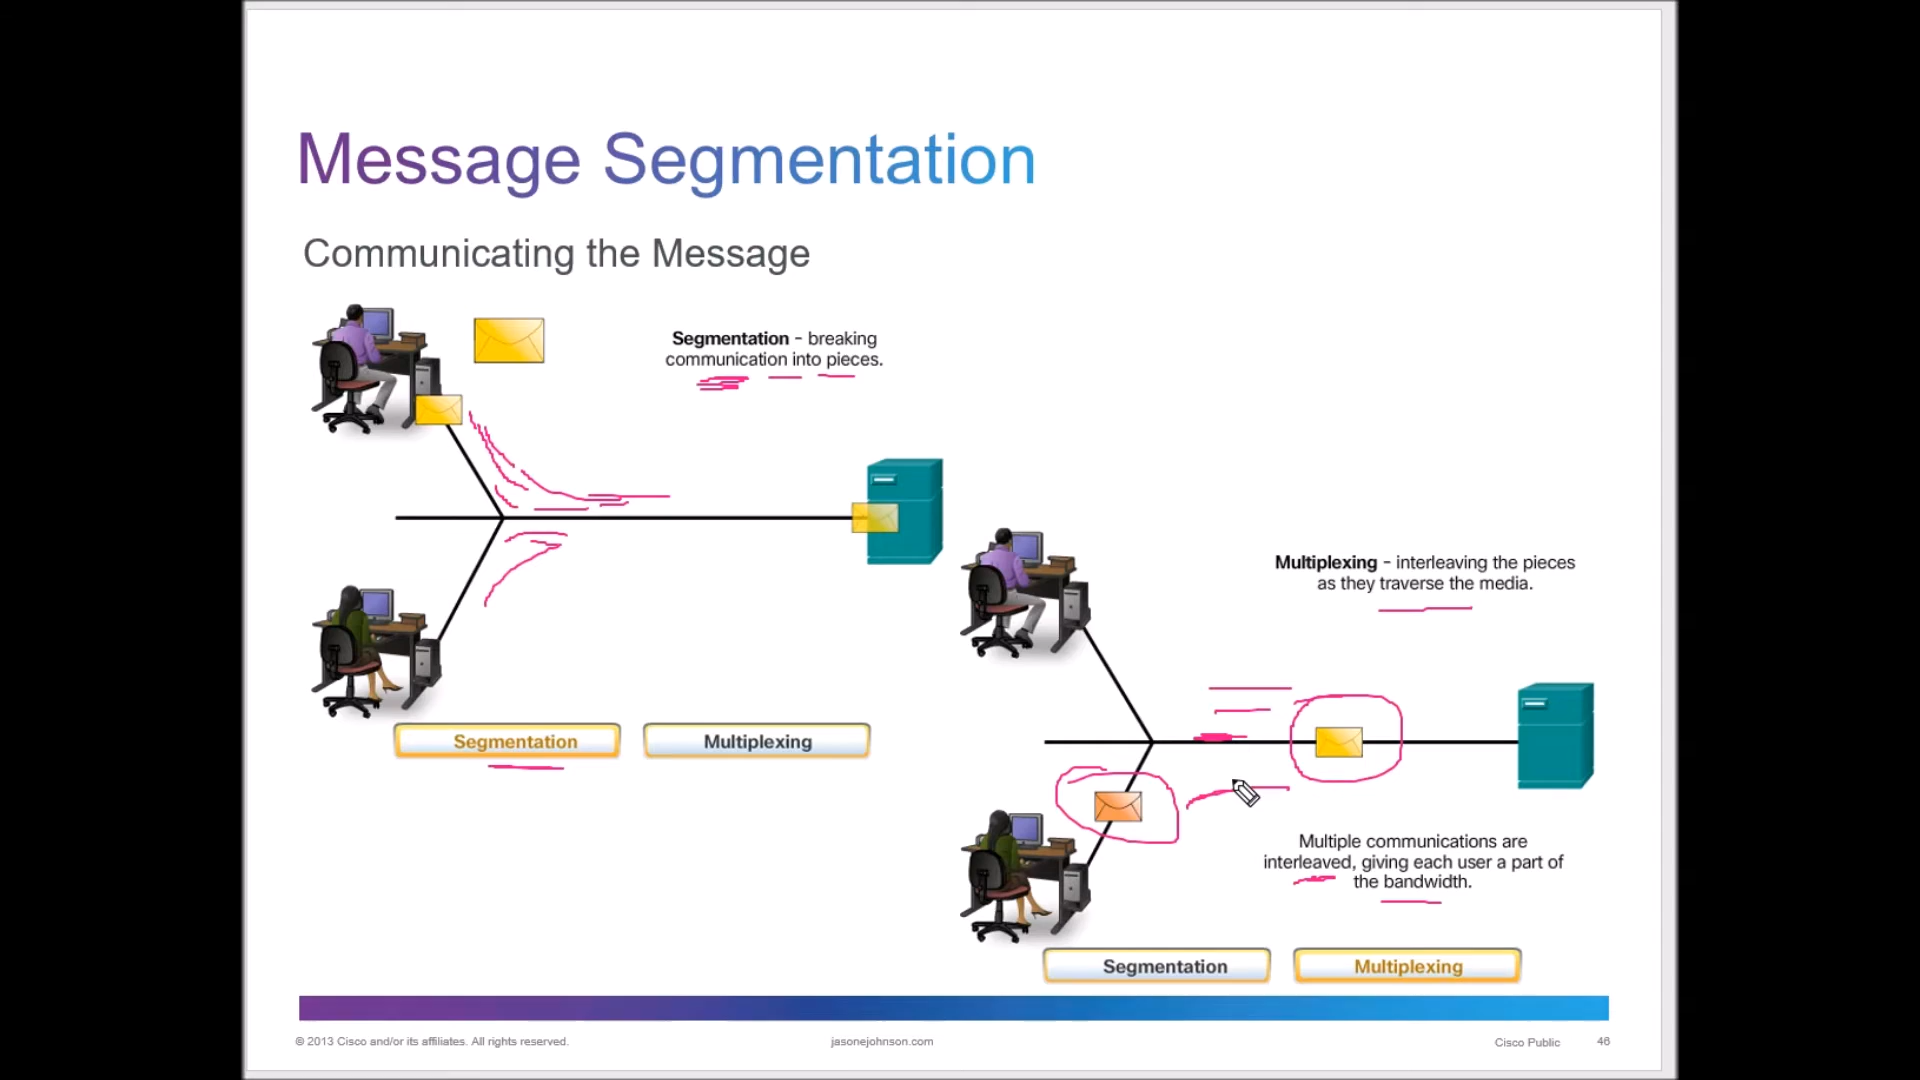 Message Segmentation
Communicating the Message
Segmentation - breaking
communication into pieces.
Segmentation
Multiplexing
Multiplexing - interleaving the pieces
as they traverse the media.
Multiple communications are
interleaved, giving each user a part of
the bandwidth.
Segmentation
Multiplexing
© 2013 Cisco and/or its affiliates. All rights reserved.
jasonejohnson.com
Cisco Public
46